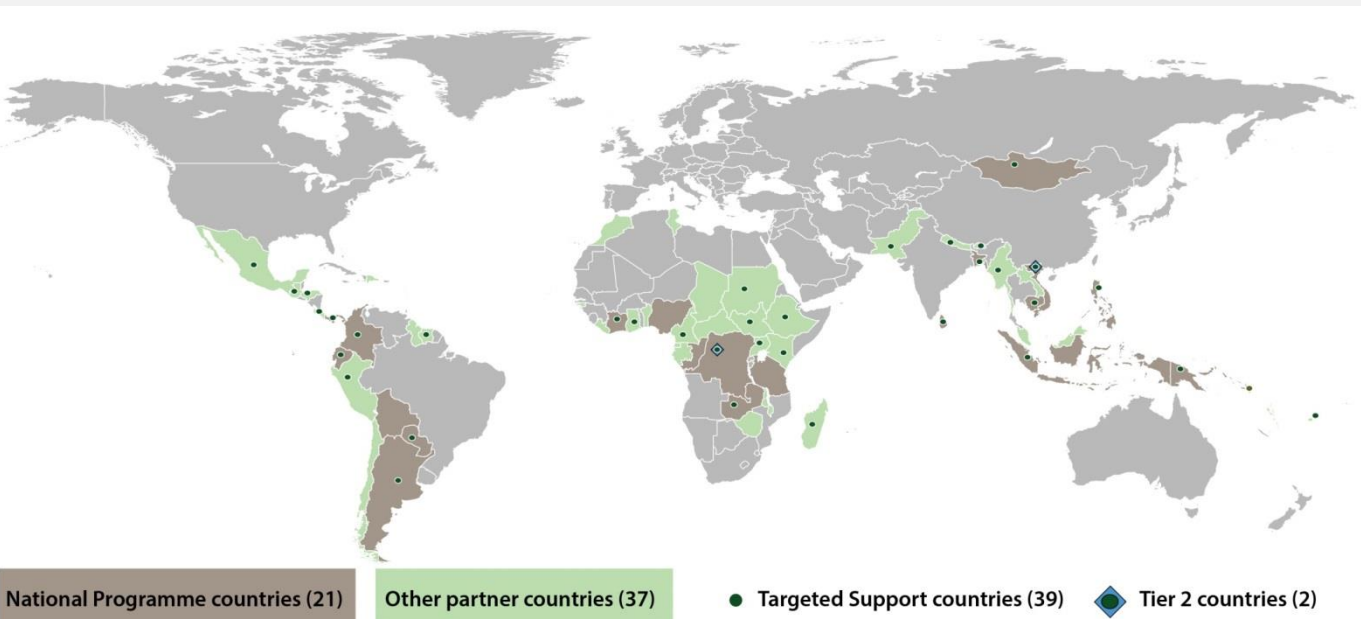 National Programme countries (21)
Other partner countries (37)
Targeted Support countries (39)
Tier 2 countries (2)